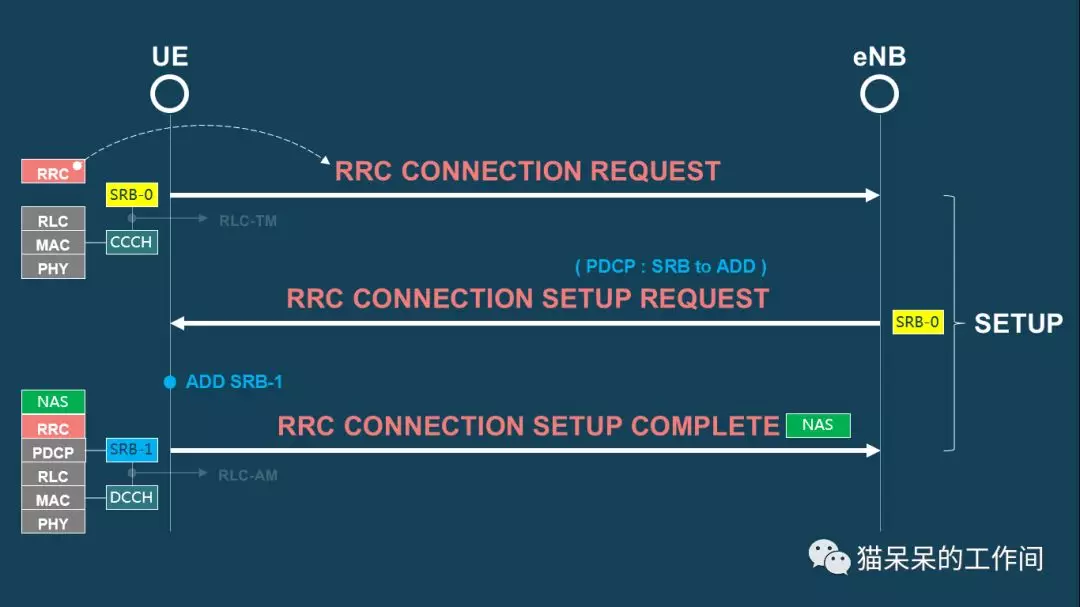 UE
eNB
RRC
RRC CONNECTION REQUEST
SRB-0
RLC
RLC-TM
MAC
CCCH
PHY
( PDCP : SRB to ADD )
RRC CONNECTION SETUP REQUEST
SRB-0
SETUP
ADD SRB-1
NAS
RRC
RRC CONNECTION SETUP COMPLETE
NAS
PDCP
SRB-1
RLC
RLC-AM
MAC
DCCH
PHY
猫呆呆的工作间